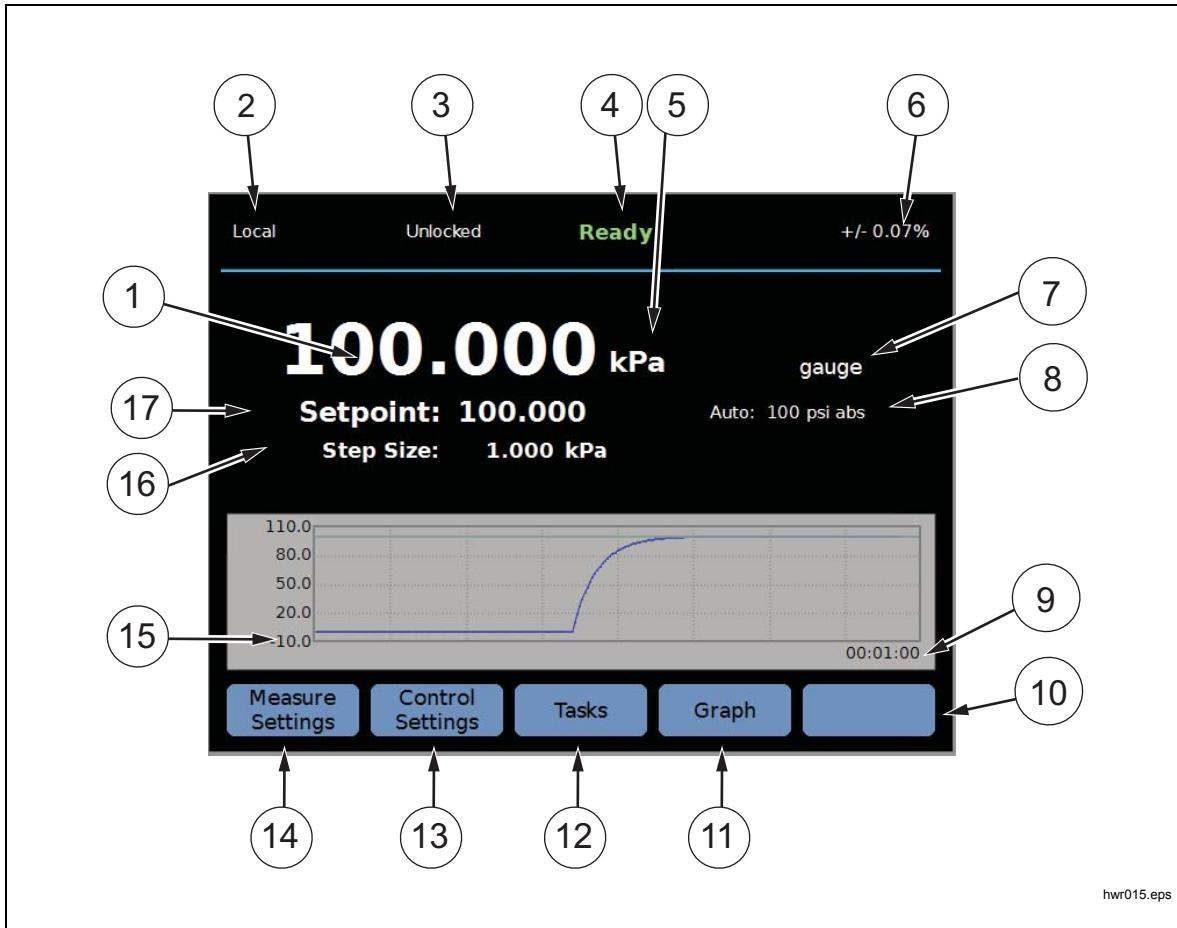 2 3 4 5 6
Local Unlocked Ready +/- 0.07%
1
7
100.000 kPa
gauge
8
17
Setpoint: 100.000
Auto: 100 psi abs
16
Step Size: 1.000 kPa
110.0
80.0
50.0
20.0
-10.0
15
9
00:01:00
10
Measure Settings
Control Settings
Tasks
Graph
14 13 12 11
hwr015.eps